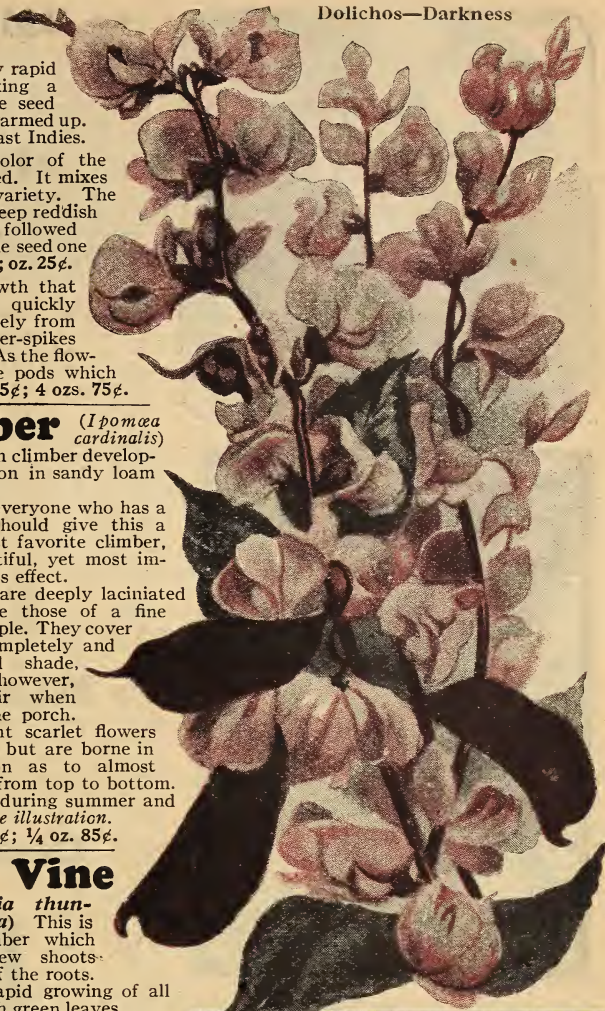 Dolichos—Darkness
rapid
king a
seed
armed up.
ast Indies.
olor of the
ed. It mixes
variety. The
eep reddish
followed
e seed one
; oz. 25¢.
wth that
quickly
ely from
er-spikes
As the flow-
e pods which
5¢; 4 ozs. 75¢.
per (Ipomœa
cardinalis)
climber develop-
on in sandy loam
everyone who has a
should give this a
t favorite climber,
tiful, yet most im-
s effect.
are deeply laciniated
e those of a fine
ple. They cover
mpletely and
shade,
however,
ir when
e porch.
nt scarlet flowers
but are borne in
n as to almost
from top to bottom.
during summer and
e illustration.
¢; ¼ oz. 85¢.
Vine
ia thun-
a) This is
ber which
ew shoots
f the roots.
apid growing of all
green leaves